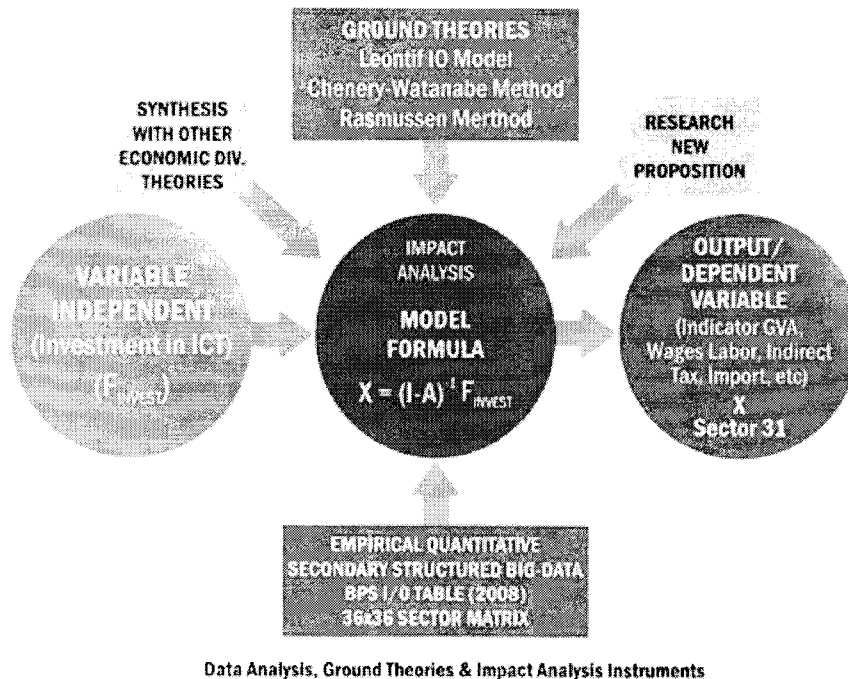 GROUND THEORIES
Leontif IO Model
Chenery-Watanabe Method
Rasmussen Merthod
SYNTHESIS
WITH OTHER
ECONOMIC DIV.
THEORIES
RESEARCH
NEW
PROPOSITION
VARIABLE
INDEPENDENT
(Investment in ICT)
(F INVEST)
IMPACT
ANALYSIS
MODEL
FORMULA
X = (I-A)⁻¹ F INVEST
OUTPUT/
DEPENDENT
VARIABLE
(Indicator GVA,
Wages Labor, Indirect
Tax, Import, etc)
X
Sector 31
EMPIRICAL QUANTITATIVE
SECONDARY STRUCTURED BIG-DATA
BPS I/O TABLE (2008)
36x36 SECTOR MATRIX
Data Analysis, Ground Theories & Impact Analysis Instruments